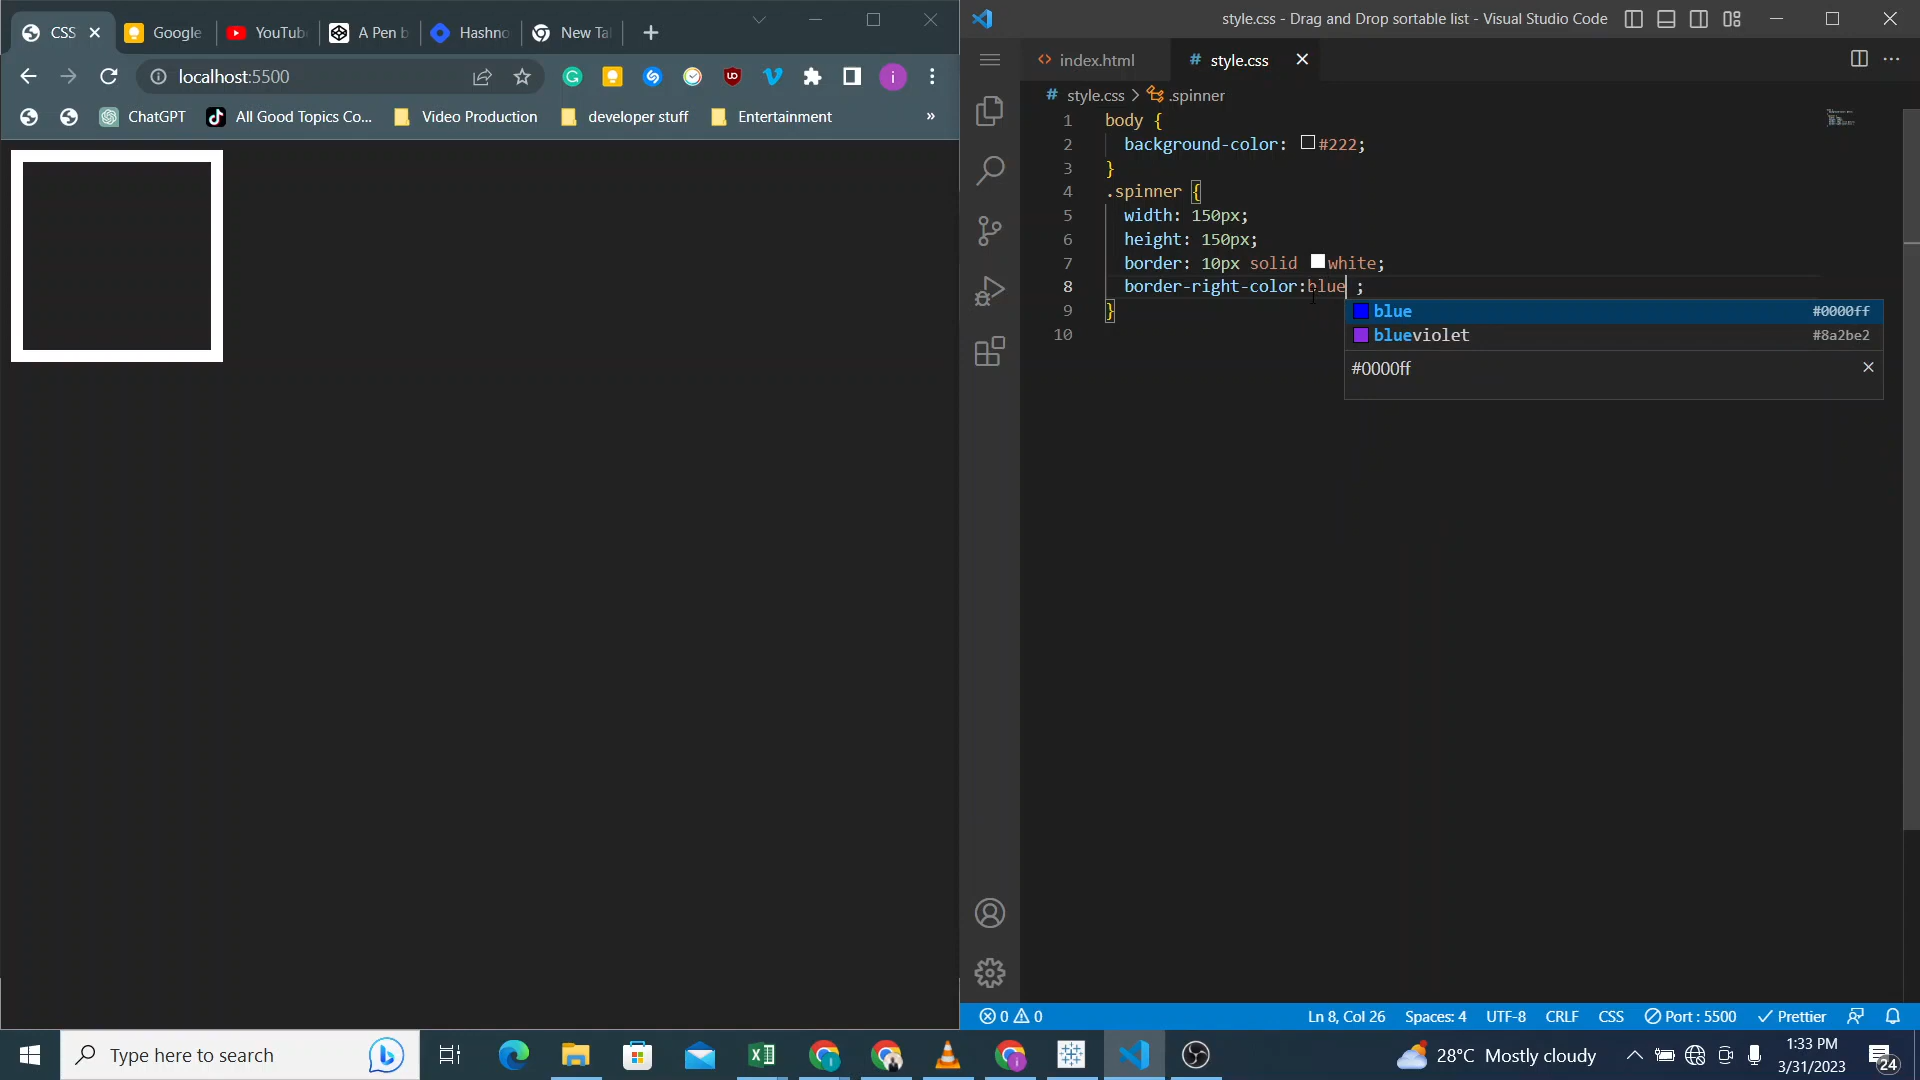 CSS
Google
YouTub
A Pen b
Hashno
New Ta
localhost:5500
ChatGPT
All Good Topics Co...
Video Production
developer stuff
Entertainment
»
style.css - Drag and Drop sortable list - Visual Studio Code
index.html
# style.css
# style.css > .spinner
1 body {
2 background-color: #222;
3 }
4 .spinner {
5 width: 150px;
6 height: 150px;
7 border: 10px solid white;
8 border-right-color:blue ;
9 }
10
blue #0000ff
blueviolet #8a2be2
#0000ff
0 0
Ln 8, Col 26
Spaces: 4
UTF-8
CRLF
CSS
Port : 5500
Prettier
Type here to search
28°C Mostly cloudy
1:33 PM
3/31/2023
24